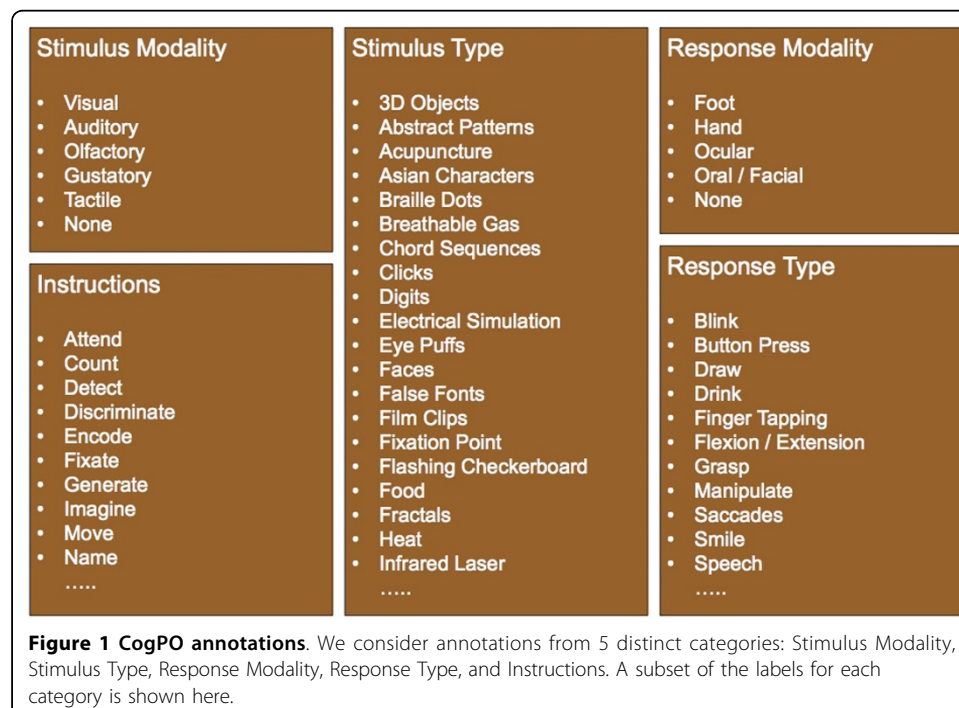 Stimulus Modality
• Visual
• Auditory
• Olfactory
• Gustatory
• Tactile
• None
Instructions
• Attend
• Count
• Detect
• Discriminate
• Encode
• Fixate
• Generate
• Imagine
• Move
• Name
.....
Stimulus Type
• 3D Objects
• Abstract Patterns
• Acupuncture
• Asian Characters
• Braille Dots
• Breathable Gas
• Chord Sequences
• Clicks
• Digits
• Electrical Simulation
• Eye Puffs
• Faces
• False Fonts
• Film Clips
• Fixation Point
• Flashing Checkerboard
• Food
• Fractals
• Heat
• Infrared Laser
.....
Response Modality
• Foot
• Hand
• Ocular
• Oral / Facial
• None
Response Type
• Blink
• Button Press
• Draw
• Drink
• Finger Tapping
• Flexion / Extension
• Grasp
• Manipulate
• Saccades
• Smile
• Speech
.....
Figure 1 CogPO annotations. We consider annotations from 5 distinct categories: Stimulus Modality,
Stimulus Type, Response Modality, Response Type, and Instructions. A subset of the labels for each
category is shown here.